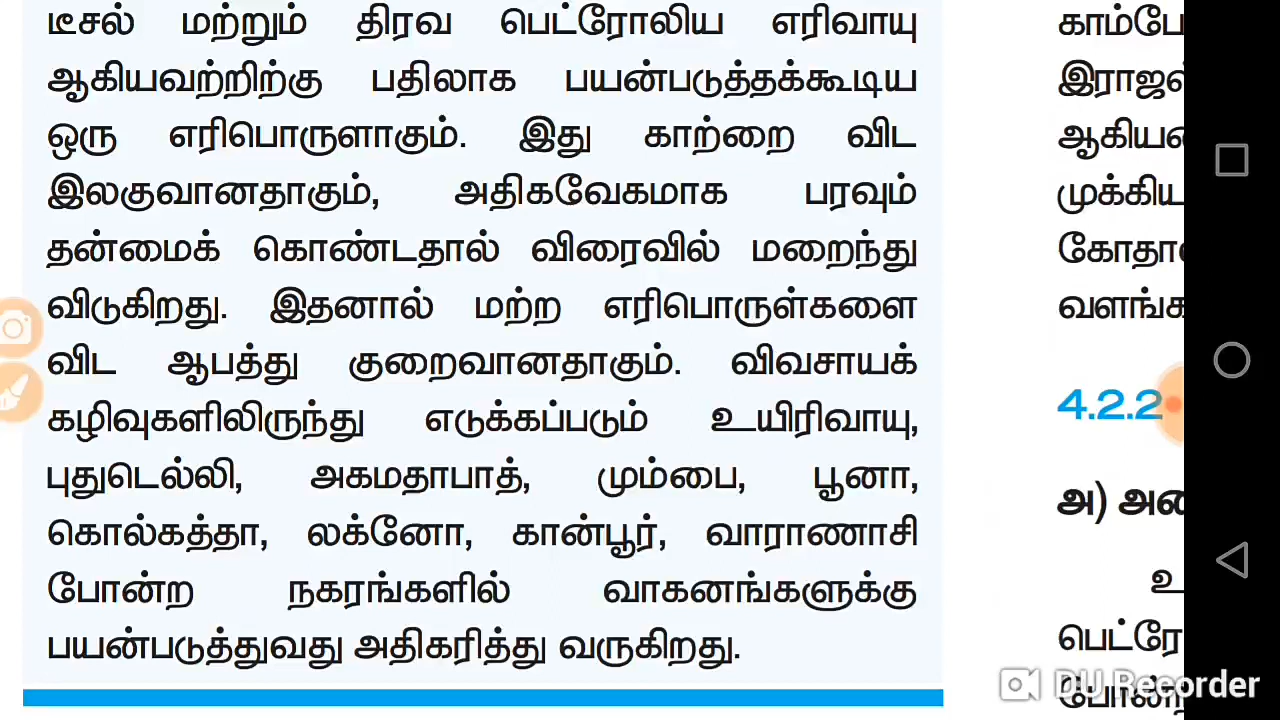 டீசல் மற்றும் திரவ பெட்ரோலிய எரிவாயு
ஆகியவற்றிற்கு பதிலாக பயன்படுத்தக்கூடிய
ஒரு எரிபொருளாகும். இது காற்றை விட
இலகுவானதாகும், அதிகவேகமாக பரவும்
தன்மைக் கொண்டதால் விரைவில் மறைந்து
விடுகிறது. இதனால் மற்ற எரிபொருள்களை
விட ஆபத்து குறைவானதாகும். விவசாயக்
கழிவுகளிலிருந்து எடுக்கப்படும் உயிரிவாயு,
புதுடெல்லி, அகமதாபாத், மும்பை, பூனா,
கொல்கத்தா, லக்னோ, கான்பூர், வாராணாசி
போன்ற நகரங்களில் வாகனங்களுக்கு
பயன்படுத்துவது அதிகரித்து வருகிறது.
4.2.2
அ)
DU Recorder